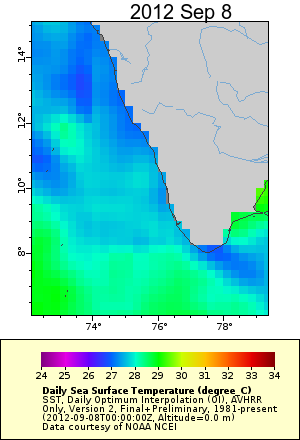 2012 Sep 8
14°
12°
10°
8°
74°
76°
78°
24 25 26 27 28 29 30 31 32 33 34
Daily Sea Surface Temperature (degree_C)
SST, Daily Optimum Interpolation (OI), AVHRR
Only, Version 2, Final+Preliminary, 1981-present
(2012-09-08T00:00:00Z, Altitude=0.0 m)
Data courtesy of NOAA NCEI